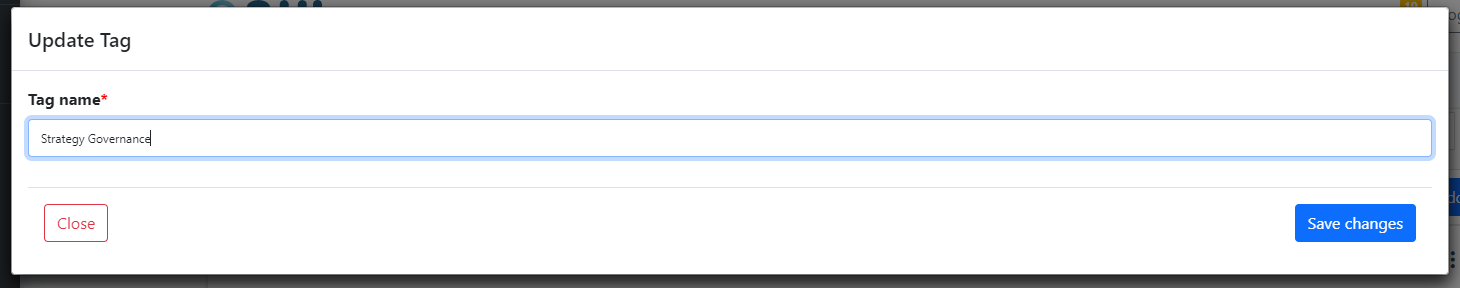 Update Tag
Tag name*
Strategy Governance
Close
Save changes